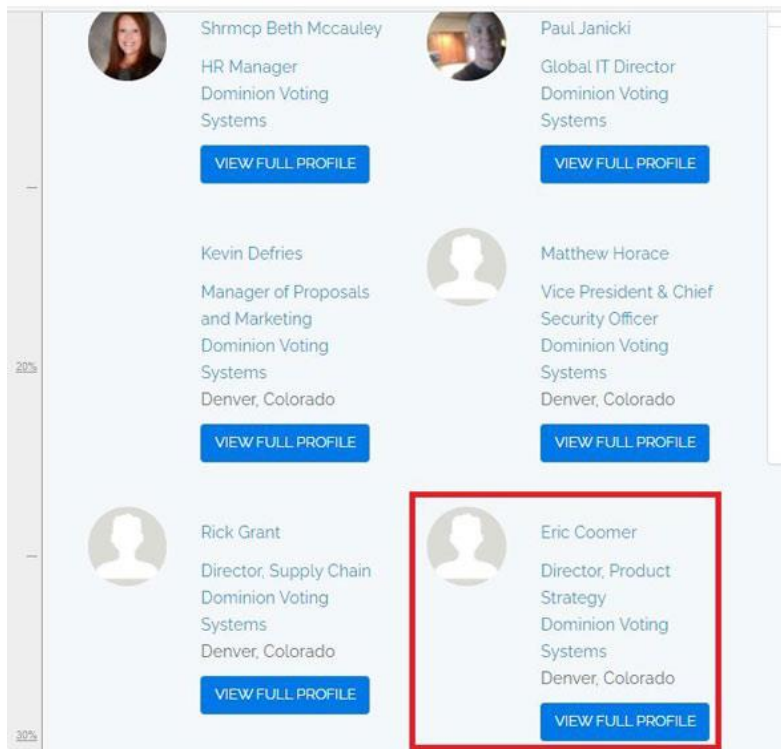 Shrmcp Beth Mccauley
HR Manager
Dominion Voting
Systems
VIEW FULL PROFILE
Paul Janicki
Global IT Director
Dominion Voting
Systems
VIEW FULL PROFILE
Kevin Defries
Manager of Proposals
and Marketing
Dominion Voting
Systems
Denver, Colorado
VIEW FULL PROFILE
Matthew Horace
Vice President & Chief
Security Officer
Dominion Voting
Systems
Denver, Colorado
VIEW FULL PROFILE
20%
Rick Grant
Director, Supply Chain
Dominion Voting
Systems
Denver, Colorado
VIEW FULL PROFILE
Eric Coomer
Director, Product
Strategy
Dominion Voting
Systems
Denver, Colorado
VIEW FULL PROFILE
30%